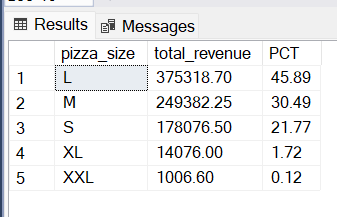 Results Messages
pizza_size total_revenue PCT
1 L 375318.70 45.89
2 M 249382.25 30.49
3 S 178076.50 21.77
4 XL 14076.00 1.72
5 XXL 1006.60 0.12